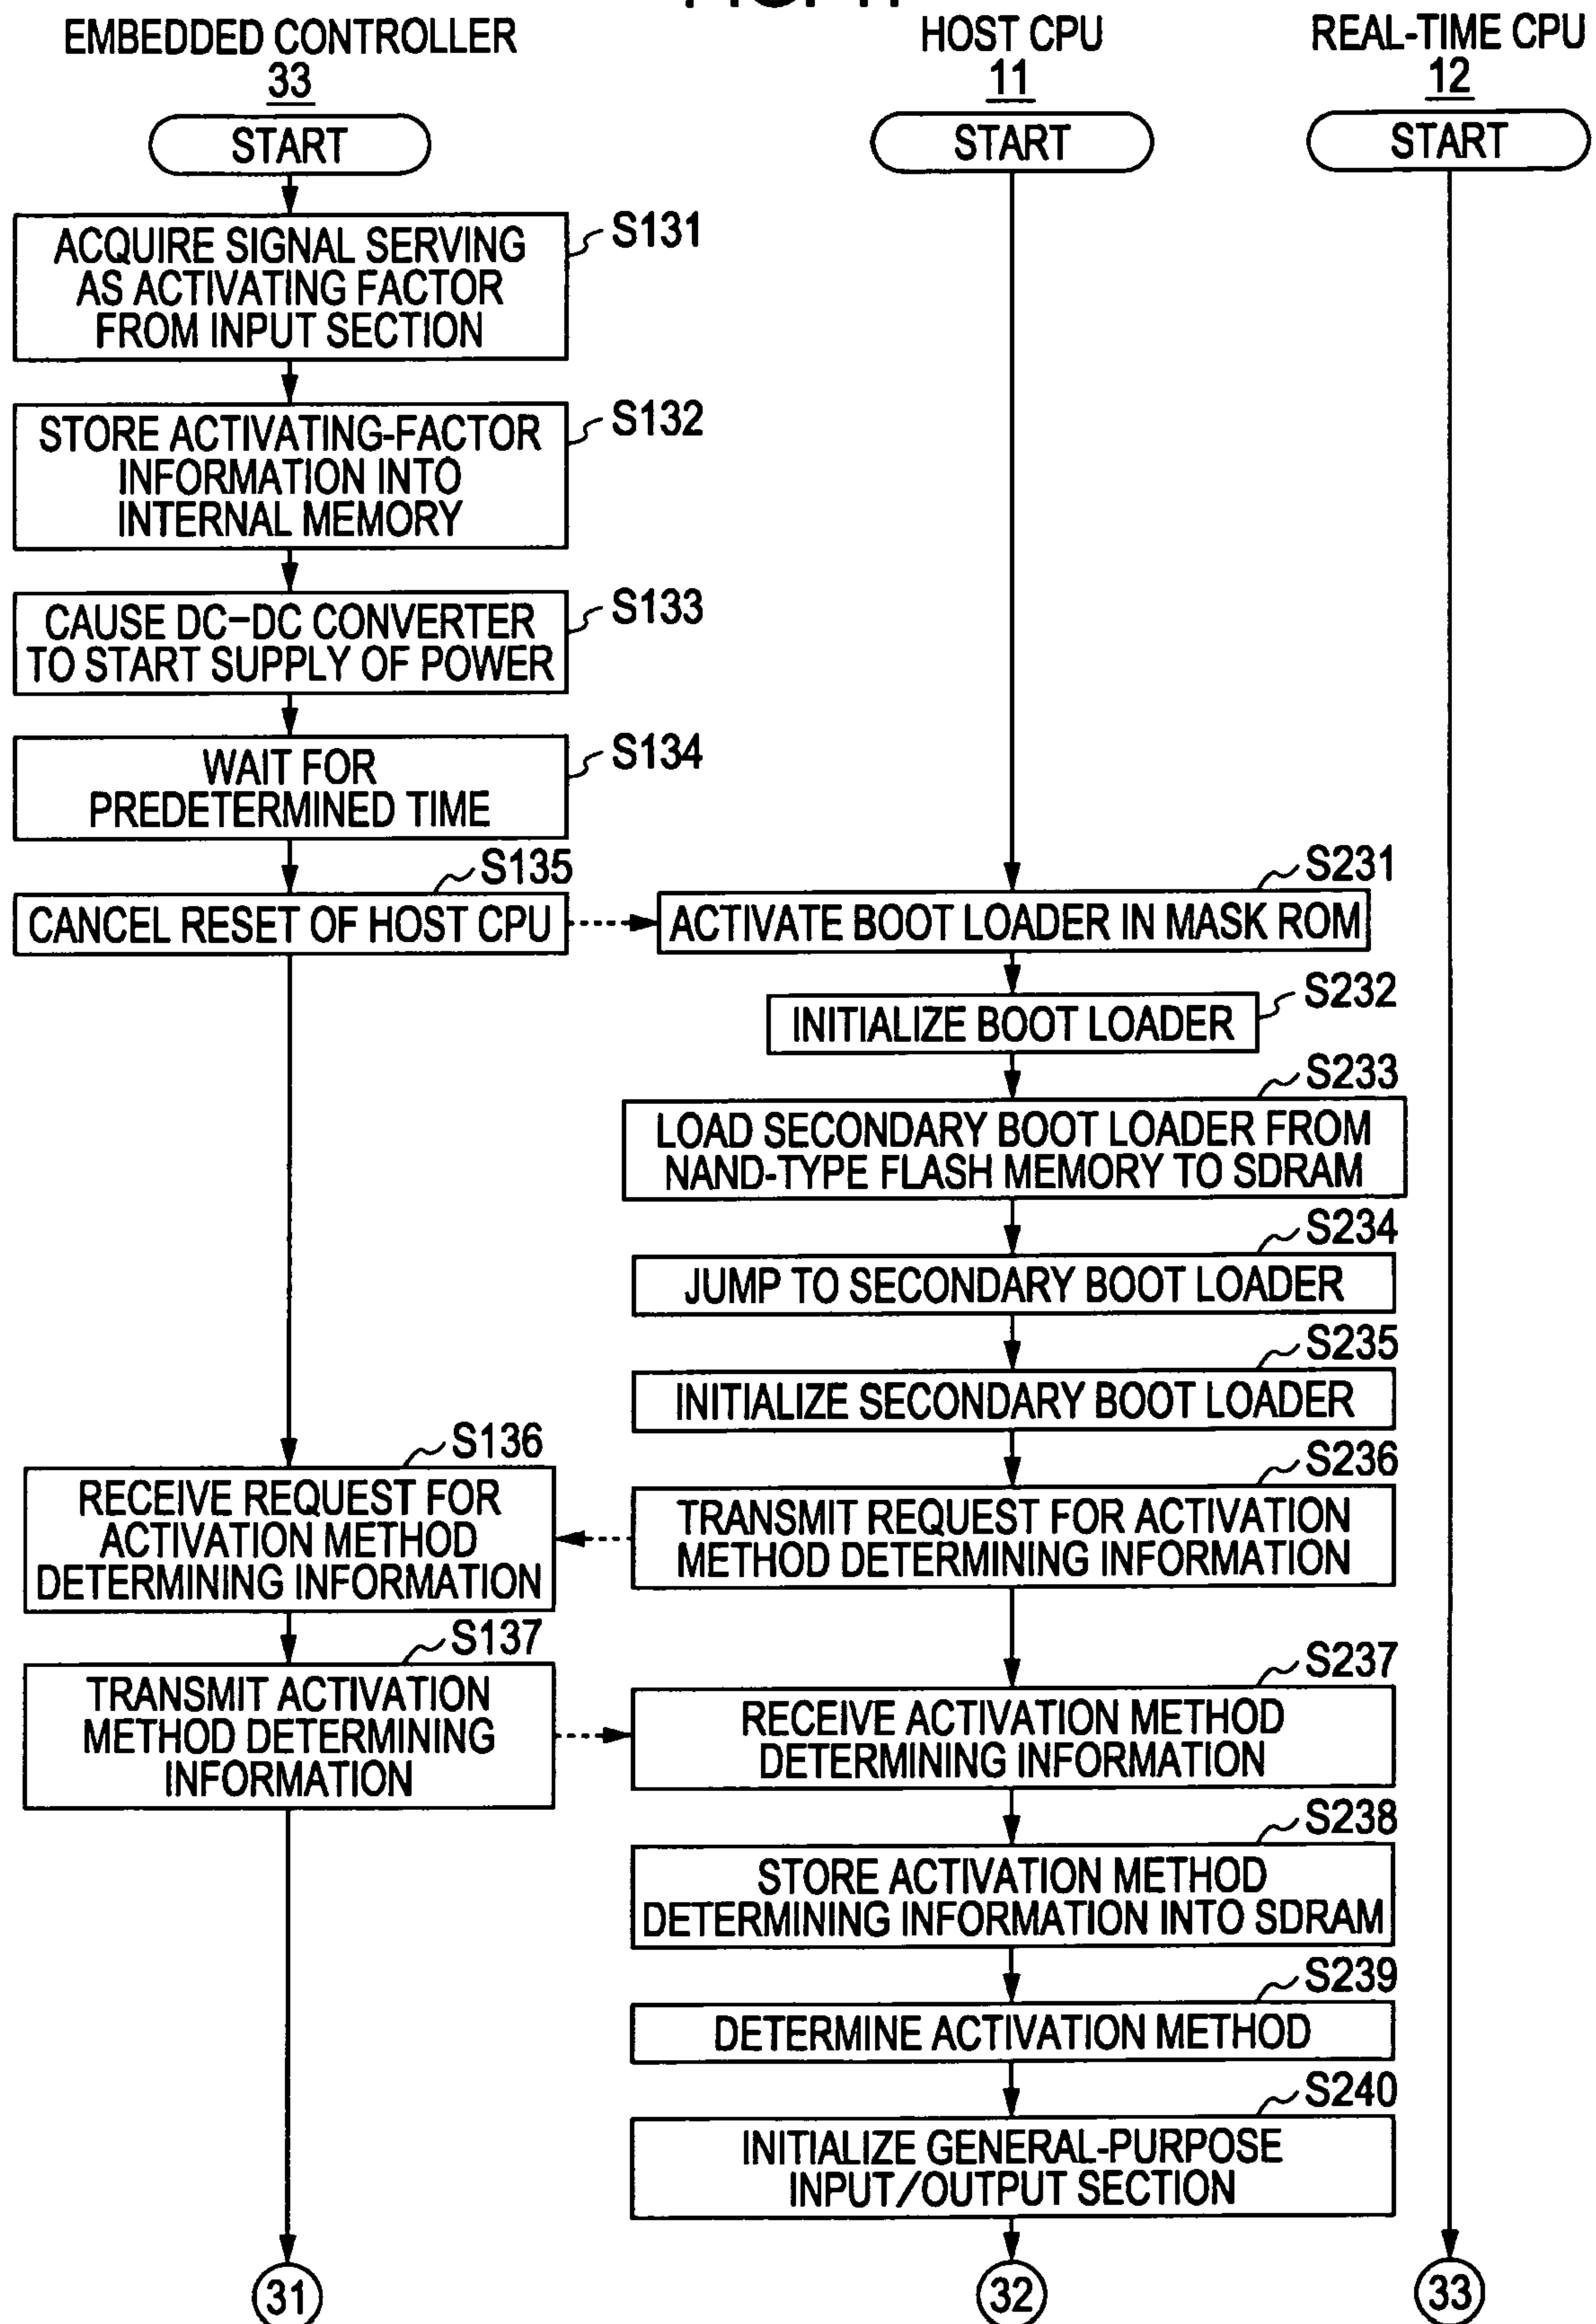 EMBEDDED CONTROLLER
33
HOST CPU
11
REAL-TIME CPU
12
START
START
START
ACQUIRE SIGNAL SERVING
AS ACTIVATING FACTOR
FROM INPUT SECTION
S131
STORE ACTIVATING-FACTOR
INFORMATION INTO
INTERNAL MEMORY
S132
CAUSE DC-DC CONVERTER
TO START SUPPLY OF POWER
S133
WAIT FOR
PREDETERMINED TIME
S134
S135
CANCEL RESET OF HOST CPU
S231
ACTIVATE BOOT LOADER IN MASK ROM
S232
INITIALIZE BOOT LOADER
S233
LOAD SECONDARY BOOT LOADER FROM
NAND-TYPE FLASH MEMORY TO SDRAM
S234
JUMP TO SECONDARY BOOT LOADER
S235
INITIALIZE SECONDARY BOOT LOADER
S136
RECEIVE REQUEST FOR
ACTIVATION METHOD
DETERMINING INFORMATION
S236
TRANSMIT REQUEST FOR ACTIVATION
METHOD DETERMINING INFORMATION
S137
TRANSMIT ACTIVATION
METHOD DETERMINING
INFORMATION
S237
RECEIVE ACTIVATION METHOD
DETERMINING INFORMATION
S238
STORE ACTIVATION METHOD
DETERMINING INFORMATION INTO SDRAM
S239
DETERMINE ACTIVATION METHOD
S240
INITIALIZE GENERAL-PURPOSE
INPUT/OUTPUT SECTION
31
32
33